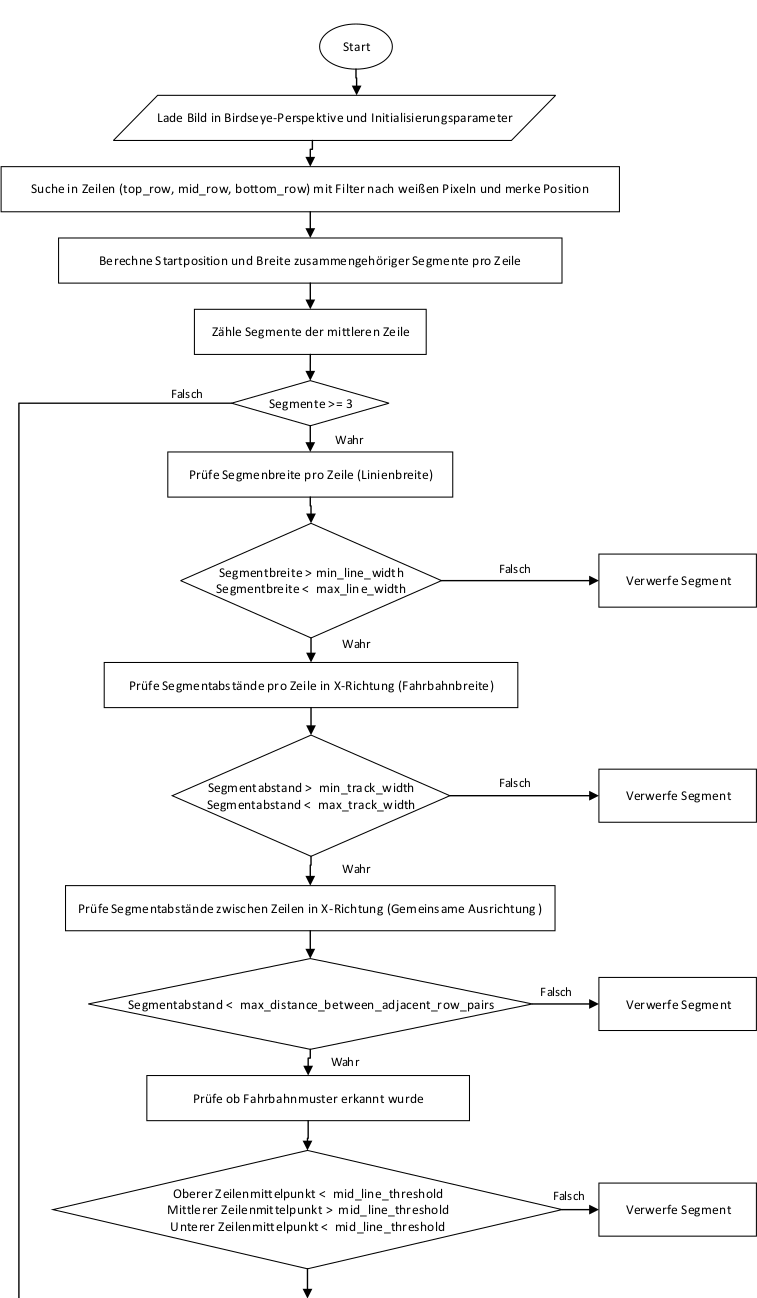 Start
Lade Bild in Birdseye-Perspektive und Initialisierungsparameter
Suche in Zeilen (top_row, mid_row, bottom_row) mit Filter nach weißen Pixeln und merke Position
Berechne Startposition und Breite zusammengehöriger Segmente pro Zeile
Zähle Segmente der mittleren Zeile
Falsch
Segmente >= 3
Wahr
Prüfe Segmenbreite pro Zeile (Linienbreite)
Segmentbreite > min_line_width
Segmentbreite < max_line_width
Falsch
Verwerfe Segment
Wahr
Prüfe Segmentabstände pro Zeile in X-Richtung (Fahrbahnbreite)
Segmentabstand > min_track_width
Segmentabstand < max_track_width
Falsch
Verwerfe Segment
Wahr
Prüfe Segmentabstände zwischen Zeilen in X-Richtung (Gemeinsame Ausrichtung)
Segmentabstand < max_distance_between_adjacent_row_pairs
Falsch
Verwerfe Segment
Wahr
Prüfe ob Fahrbahnmuster erkannt wurde
Oberer Zeilenmittelpunkt < mid_line_threshold
Mittlerer Zeilenmittelpunkt > mid_line_threshold
Unterer Zeilenmittelpunkt < mid_line_threshold
Falsch
Verwerfe Segment